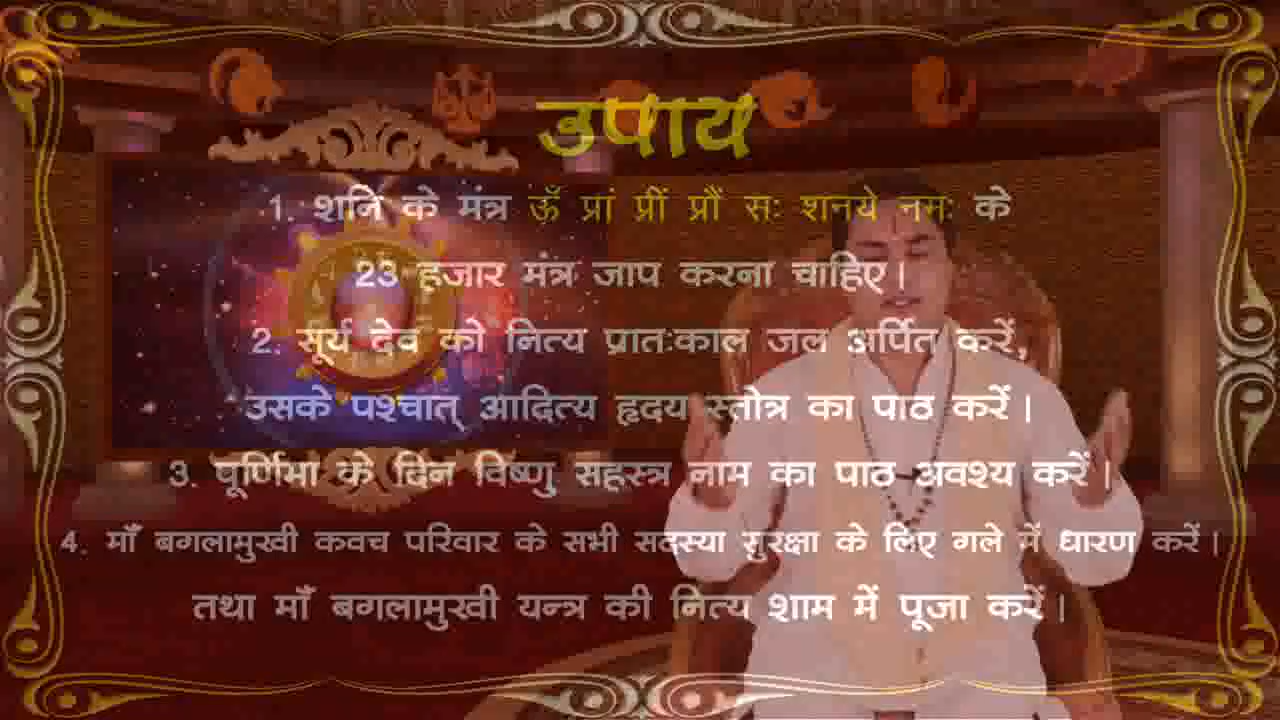 उपाय
1. शनि के मंत्र ऊँ प्रां प्रीं प्रौं सः शनये नमः के
23 हजार मंत्र जाप करना चाहिए।
2. सूर्य देव को नित्य प्रातःकाल जल अर्पित करें,
उसके पश्चात् आदित्य हृदय स्तोत्र का पाठ करें।
3. पूर्णिभा के दिन विष्णु सहस्त्र नाम का पाठ अवश्य करें।
4. माँ बगलामुखी कवच परिवार के सभी सदस्या सुरक्षा के लिए गले में धारण करें।
तथा माँ बगलामुखी यन्त्र की नित्य शाम में पूजा करें।